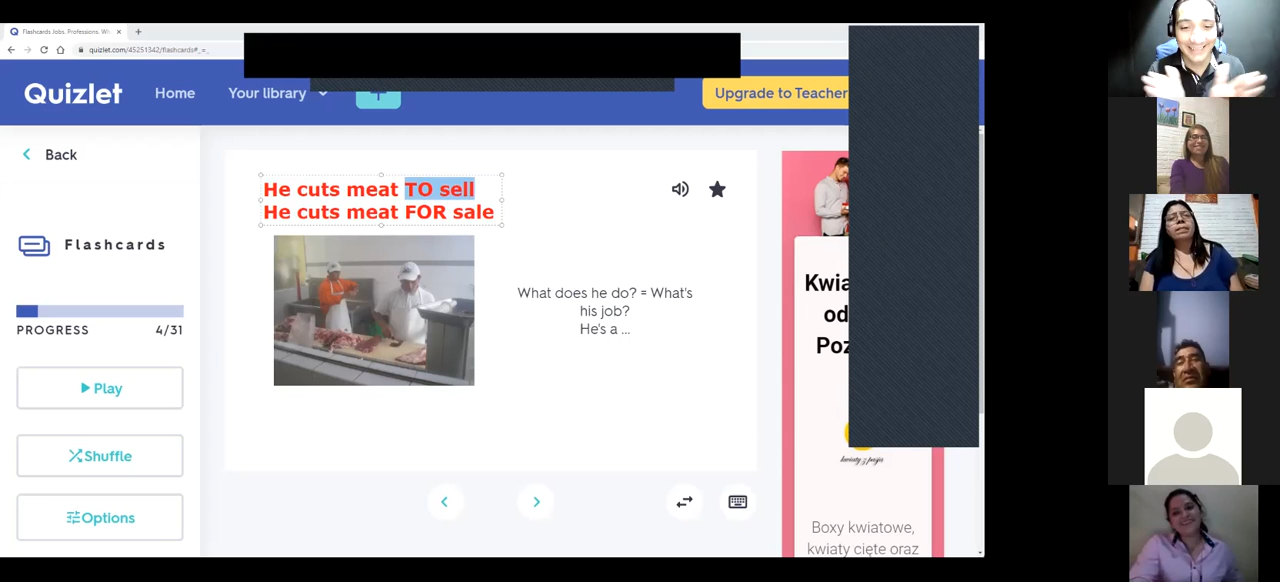 Flashcards Jobs. Professions. W
quizlet.com/45251342/flashcards#_=_
Quizlet
Home
Your library
Upgrade to Teacher
Back
Flashcards
PROGRESS
4/31
Play
Shuffle
Options
He cuts meat TO sell
He cuts meat FOR sale
What does he do? = What's
his job?
He's a ...
Kwia
od
Poz
kwiaty z pasją
Boxy kwiatowe,
kwiaty cięte oraz